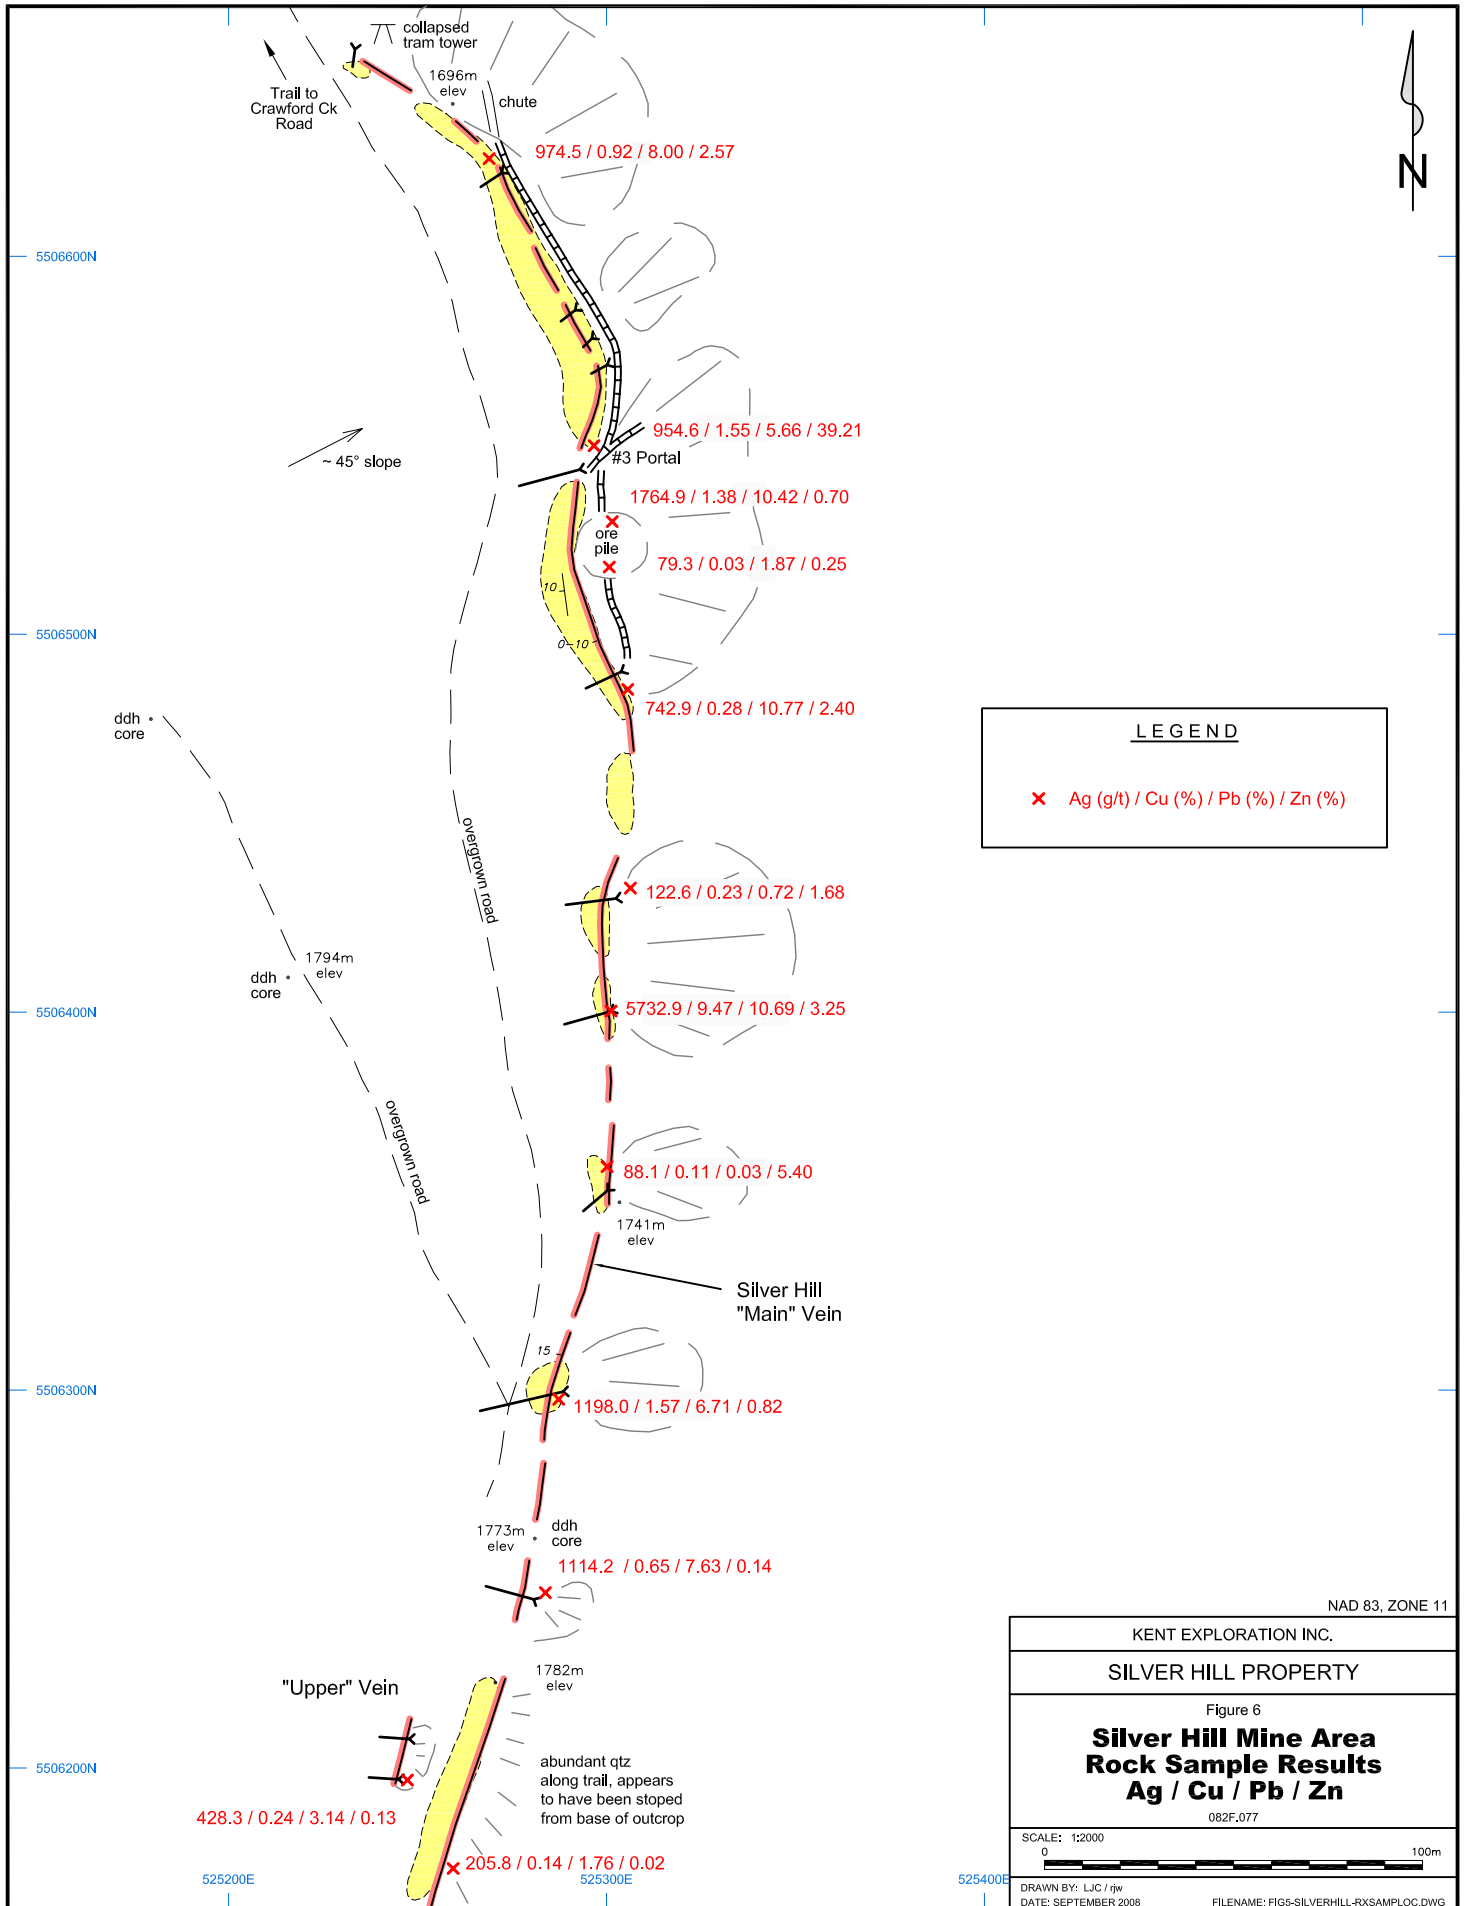 collapsed
tram tower
1696m
elev
chute
Trail to
Crawford Ck
Road
N
974.5 / 0.92 / 8.00 / 2.57
5506600N
954.6 / 1.55 / 5.66 / 39.21
~ 45° slope
#3 Portal
1764.9 / 1.38 / 10.42 / 0.70
ore
pile
79.3 / 0.03 / 1.87 / 0.25
10
5506500N
0-10
742.9 / 0.28 / 10.77 / 2.40
ddh
core
LEGEND
Ag (g/t) / Cu (%) / Pb (%) / Zn (%)
overgrown road
122.6 / 0.23 / 0.72 / 1.68
1794m
elev
ddh
core
5506400N
5732.9 / 9.47 / 10.69 / 3.25
overgrown road
88.1 / 0.11 / 0.03 / 5.40
1741m
elev
Silver Hill
"Main" Vein
15
5506300N
1198.0 / 1.57 / 6.71 / 0.82
1773m
elev
ddh
core
1114.2 / 0.65 / 7.63 / 0.14
NAD 83, ZONE 11
KENT EXPLORATION INC.
SILVER HILL PROPERTY
Figure 6
Silver Hill Mine Area
Rock Sample Results
Ag / Cu / Pb / Zn
082F.077
SCALE: 1:2000
0 100m
DRAWN BY: LJC / rjw
DATE: SEPTEMBER 2008 FILENAME: FIG5-SILVERHILL-RXSAMPLOC.DWG
1782m
elev
"Upper" Vein
5506200N
abundant qtz
along trail, appears
to have been stoped
from base of outcrop
428.3 / 0.24 / 3.14 / 0.13
205.8 / 0.14 / 1.76 / 0.02
525200E 525300E 525400E